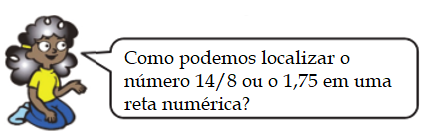 Como podemos localizar o
número 14/8 ou o 1,75 em uma
reta numérica?